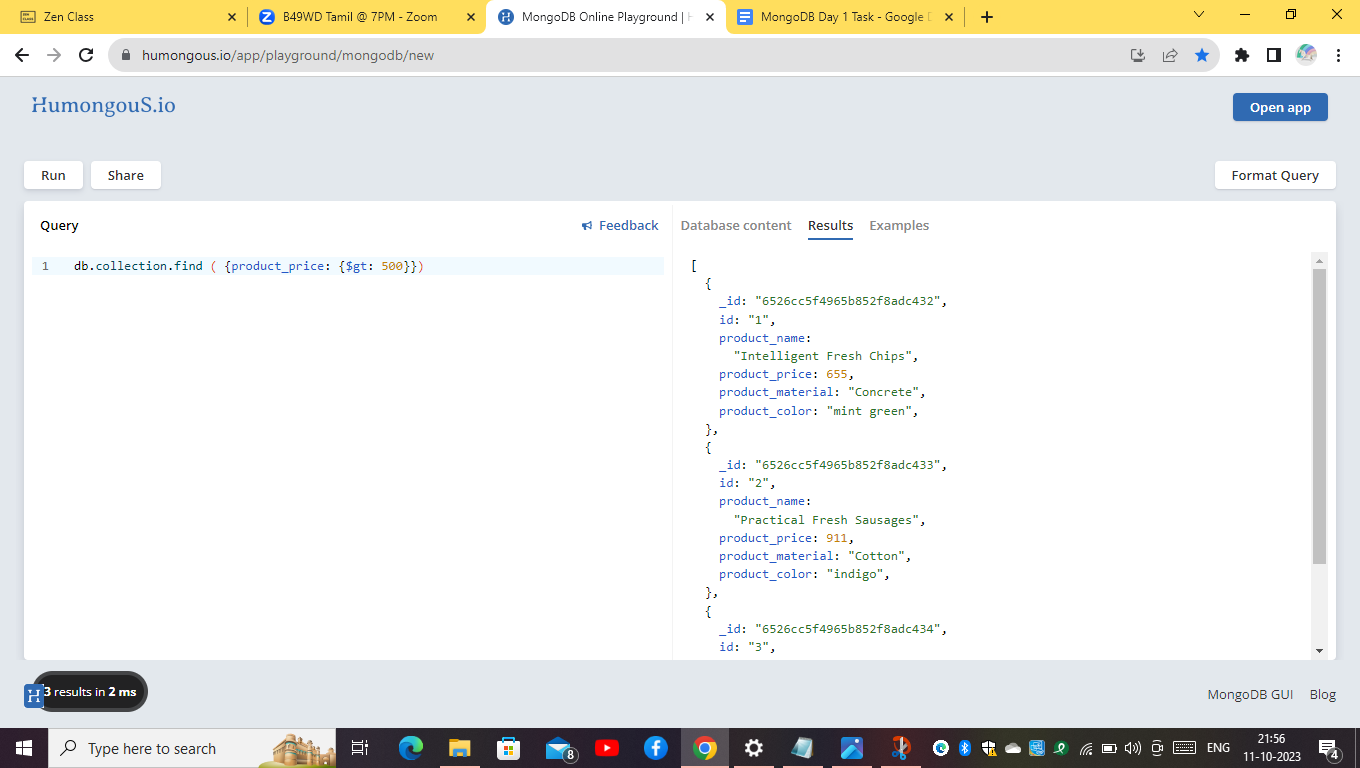 Zen Class
B49WD Tamil @ 7PM - Zoom
MongoDB Online Playground | H
MongoDB Day 1 Task - Google D
humongous.io/app/playground/mongodb/new
HumongouS.io
Open app
Run
Share
Format Query
Query
Feedback
Database content
Results
Examples
1 db.collection.find ( {product_price: {$gt: 500}})
[
{
_id: "6526cc5f4965b852f8adc432",
id: "1",
product_name:
"Intelligent Fresh Chips",
product_price: 655,
product_material: "Concrete",
product_color: "mint green",
},
{
_id: "6526cc5f4965b852f8adc433",
id: "2",
product_name:
"Practical Fresh Sausages",
product_price: 911,
product_material: "Cotton",
product_color: "indigo",
},
{
_id: "6526cc5f4965b852f8adc434",
id: "3",
H
3 results in 2 ms
MongoDB GUI
Blog
Type here to search
8
ENG
21:56
11-10-2023
4